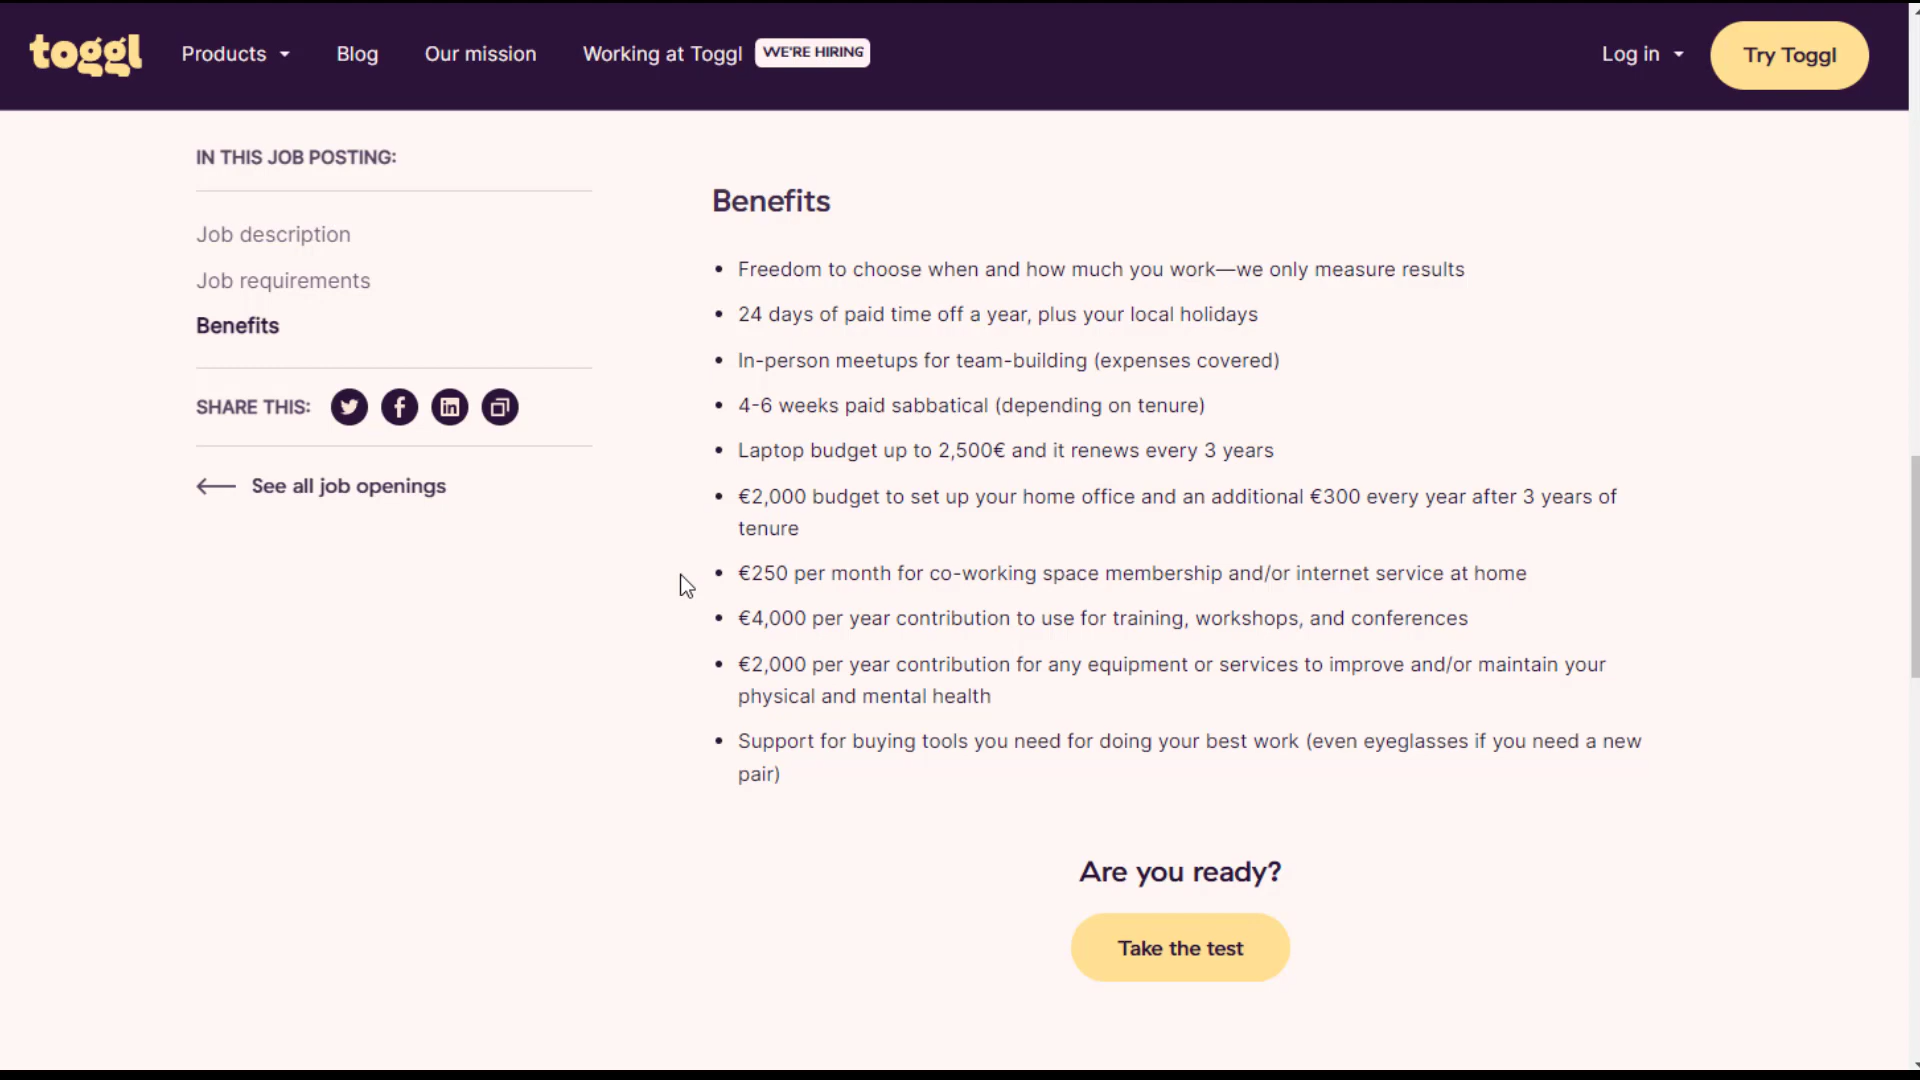 toggl
Products
Blog
Our mission
Working at Toggl
WE'RE HIRING
Log in
Try Toggl
IN THIS JOB POSTING:
Job description
Job requirements
Benefits
SHARE THIS:
See all job openings
Benefits
• Freedom to choose when and how much you work—we only measure results
• 24 days of paid time off a year, plus your local holidays
• In-person meetups for team-building (expenses covered)
• 4-6 weeks paid sabbatical (depending on tenure)
• Laptop budget up to 2,500€ and it renews every 3 years
• €2,000 budget to set up your home office and an additional €300 every year after 3 years of
tenure
• €250 per month for co-working space membership and/or internet service at home
• €4,000 per year contribution to use for training, workshops, and conferences
• €2,000 per year contribution for any equipment or services to improve and/or maintain your
physical and mental health
• Support for buying tools you need for doing your best work (even eyeglasses if you need a new
pair)
Are you ready?
Take the test